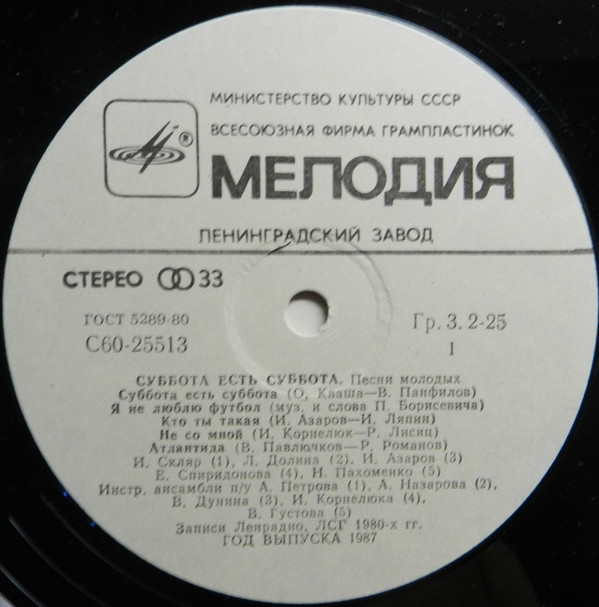 МИНИСТЕРСТВО КУЛЬТУРЫ СССР
ВСЕСОЮЗНАЯ ФИРМА ГРАМПЛАСТИНОК
®
МЕЛОДИЯ
ЛЕНИНГРАДСКИЙ ЗАВОД
СТЕРЕО 33
ГОСТ 5289-80 Гр. 3. 2-25
С60-25513 1
СУББОТА ЕСТЬ СУББОТА. Песни молодых
Суббота есть суббота (О. Кваша—В. Панфилов)
Я не люблю футбол (муз. и слова П. Борисевича)
Кто ты такая (И. Азаров—И. Ляпин)
Не со мной (И. Корнелюк—Р. Лисиц)
Атлантида (В. Павлючков—Р. Романов)
И. Скляр (1), Л. Долина (2), И. Азаров (3)
Е. Спиридонова (4), Н. Пахоменко (5)
Инстр. ансамбли п/у А. Петрова (1), А. Назарова (2),
В. Дунина (3), И. Корнелюка (4),
В. Густова (5)
Записи Ленрадио, ЛСГ 1980-х гг.
ГОД ВЫПУСКА 1987